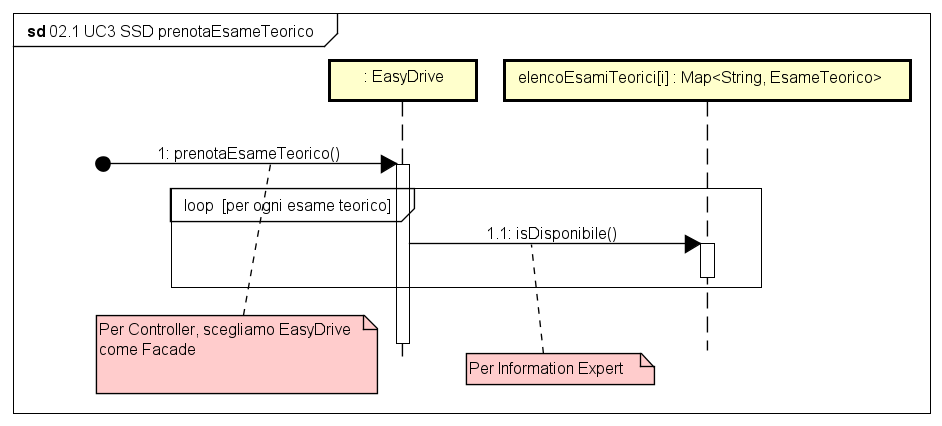 sd 02.1 UC3 SSD prenotaEsameTeorico
: EasyDrive
elencoEsamiTeorici[i] : Map<String, EsameTeorico>
1: prenotaEsameTeorico()
loop [per ogni esame teorico]
1.1: isDisponibile()
Per Controller, scegliamo EasyDrive
come Facade
Per Information Expert